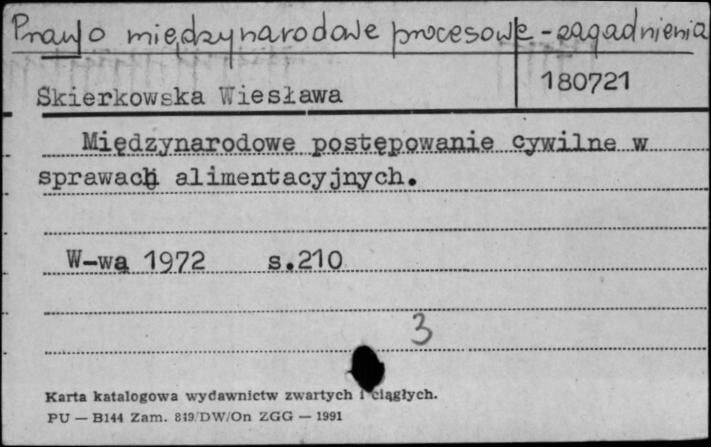 Prawo międzynarodowe procesowe - zagadnienia
180721
Skierkowska Wiesława
Międzynarodowe postępowanie cywilne w
sprawach alimentacyjnych.
W-wa 1972 s.210
3
Karta katalogowa wydawnictw zwartych i ciągłych.
PU — B144 Zam. 819/DW/On ZGG — 1991